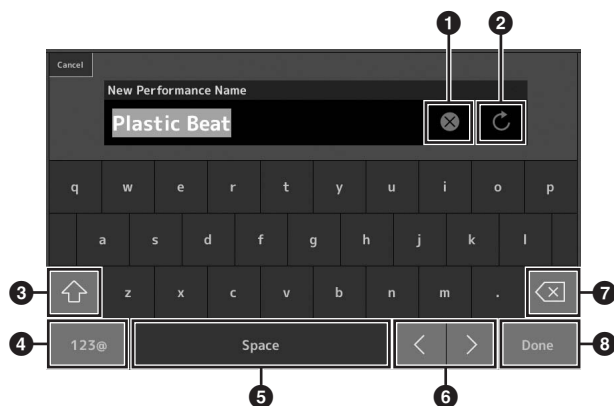 1 2
Cancel
New Performance Name
Plastic Beat
q w e r t y u i o p
a s d f g h j k l
3 z x c v b n m . 7
4 123@ Space < > Done 8
5 6